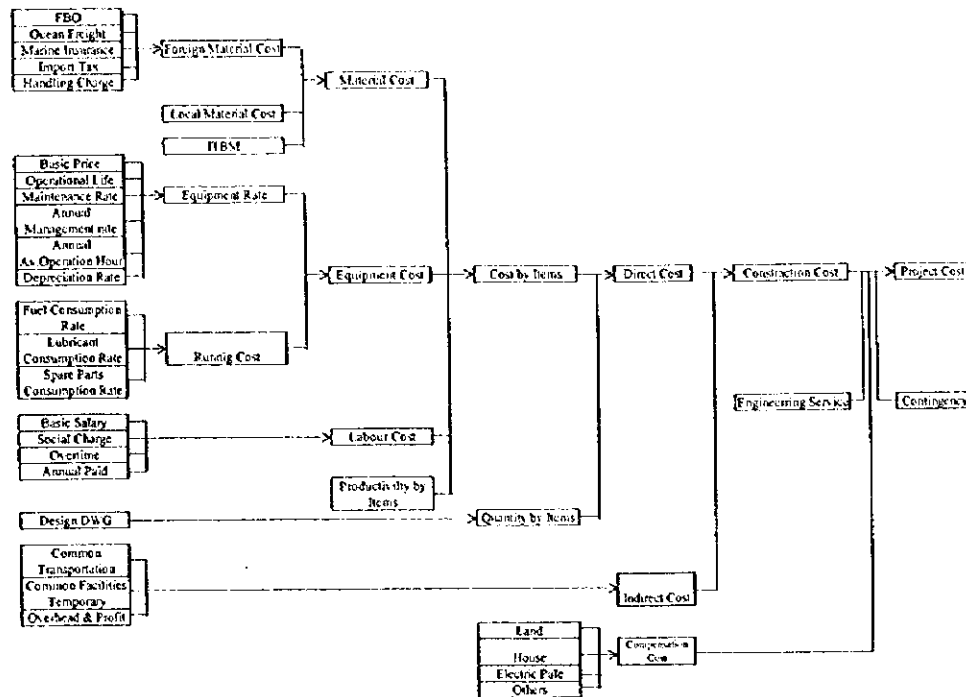 FBO
Ocean Freight
Marine Insurance
Import Tax
Handling Charge
Foreign Material Cost
Material Cost
Local Material Cost
Basic Price
Operational Life
Maintenance Rate
Annual
Management rate
Annual
As Operation Hour
Depreciation Rate
Equipment Rate
Equipment Cost
Cost by Items
Direct Cost
Construction Cost
Project Cost
Fuel Consumption
Rate
Lubricant
Consumption Rate
Spare Parts
Consumption Rate
Runnig Cost
Engineering Service
Contingency
Basic Salary
Social Charge
Overtime
Annual Paid
Labour Cost
Productivity by
Items
Design DWG
Quantity by Items
Common
Transportation
Common Facilities
Temporary
Overhead & Profit
Indirect Cost
Land
House
Electric Pale
Others
Compensation
Cost